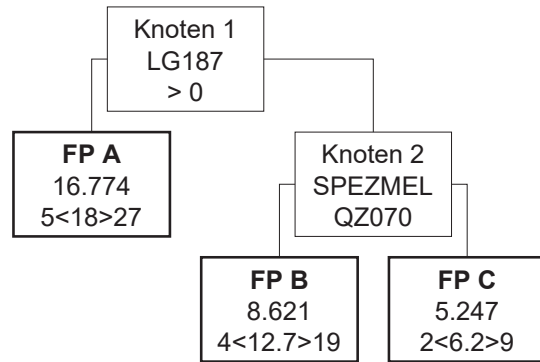 Knoten 1
LG187
> 0
FP A
16.774
5<18>27
Knoten 2
SPEZMEL
QZ070
FP B
8.621
4<12.7>19
FP C
5.247
2<6.2>9